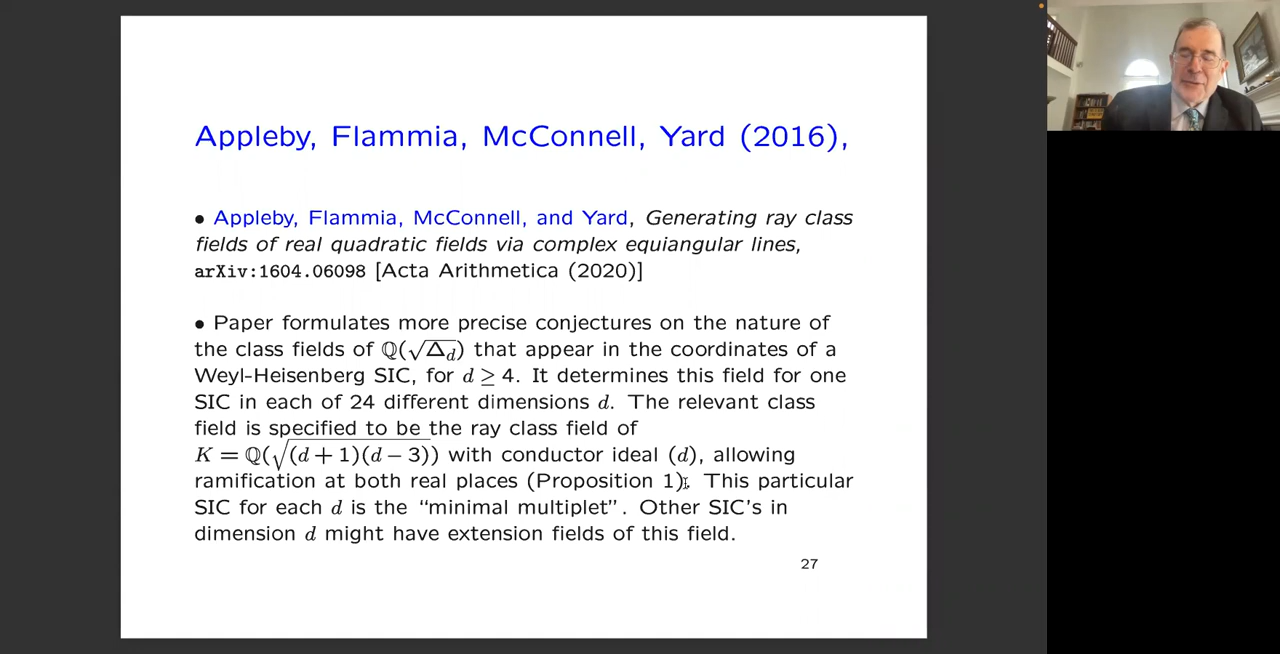 Appleby, Flammia, McConnell, Yard (2016),
• Appleby, Flammia, McConnell, and Yard, Generating ray class
fields of real quadratic fields via complex equiangular lines,
arXiv:1604.06098 [Acta Arithmetica (2020)]
• Paper formulates more precise conjectures on the nature of
the class fields of ℚ(√Δ_d) that appear in the coordinates of a
Weyl-Heisenberg SIC, for d ≥ 4. It determines this field for one
SIC in each of 24 different dimensions d. The relevant class
field is specified to be the ray class field of
K = ℚ(√(d + 1)(d − 3)) with conductor ideal (d), allowing
ramification at both real places (Proposition 1). This particular
SIC for each d is the “minimal multiplet”. Other SIC's in
dimension d might have extension fields of this field.
27